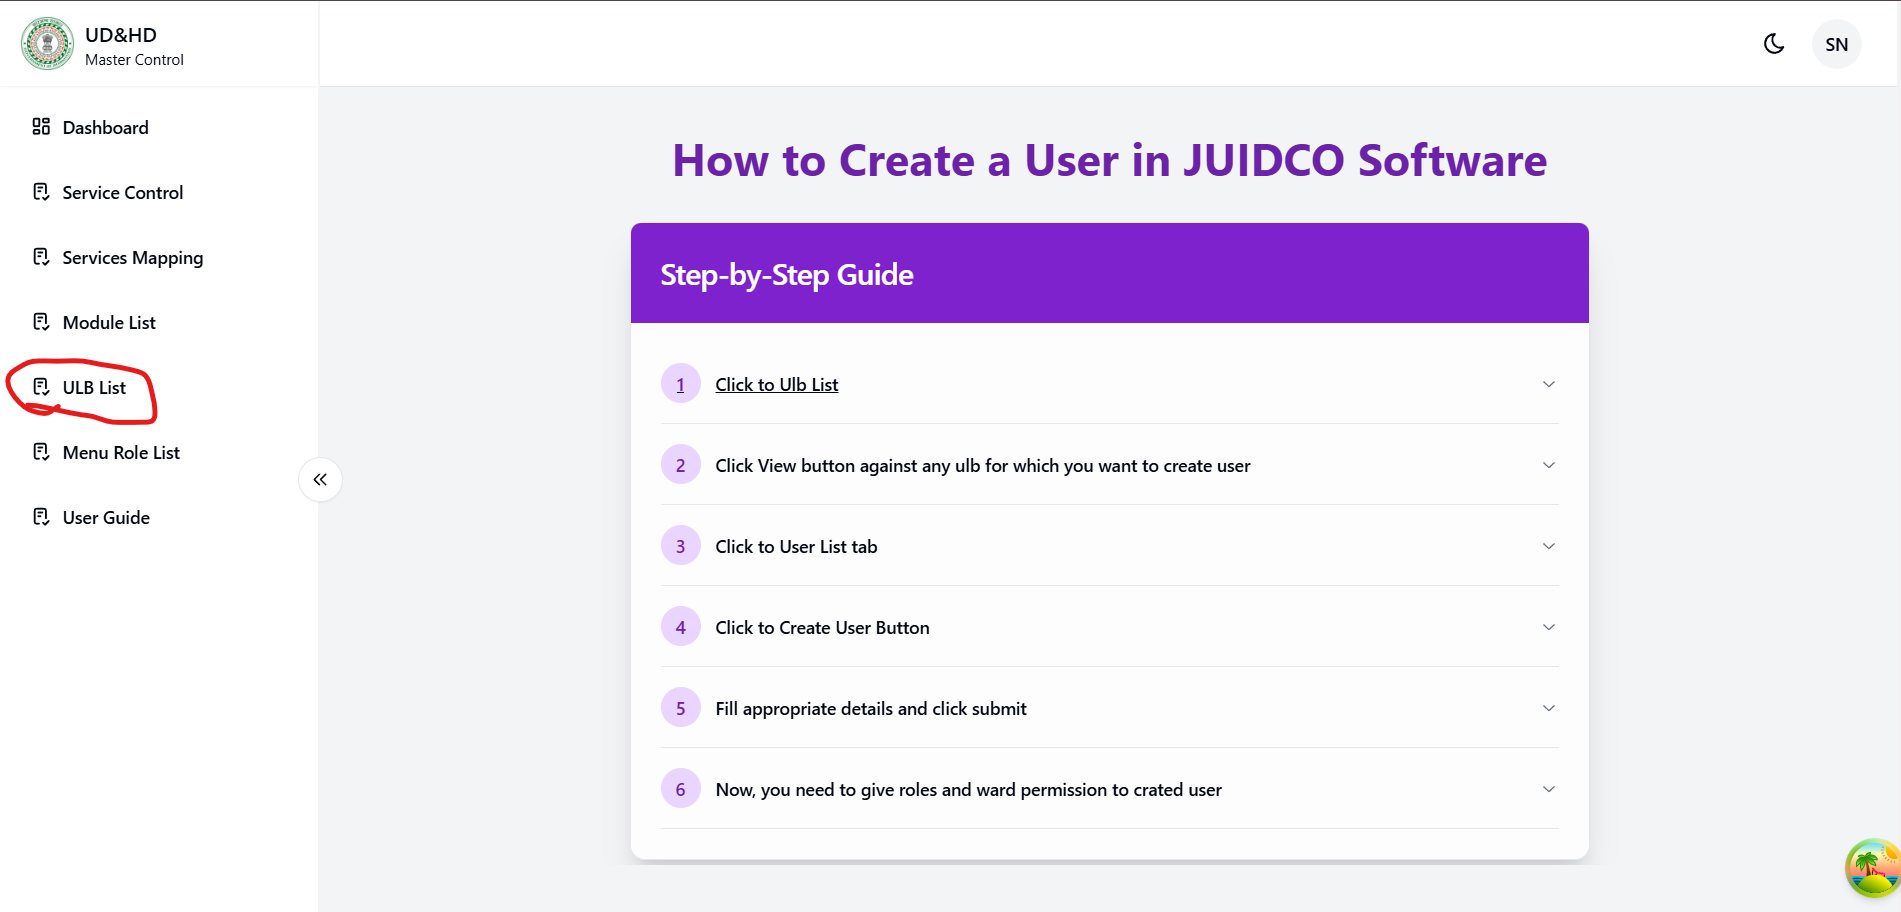 UD&HD
Master Control
SN
Dashboard
Service Control
Services Mapping
Module List
ULB List
Menu Role List
User Guide
How to Create a User in JUIDCO Software
Step-by-Step Guide
1 Click to Ulb List
2 Click View button against any ulb for which you want to create user
3 Click to User List tab
4 Click to Create User Button
5 Fill appropriate details and click submit
6 Now, you need to give roles and ward permission to crated user